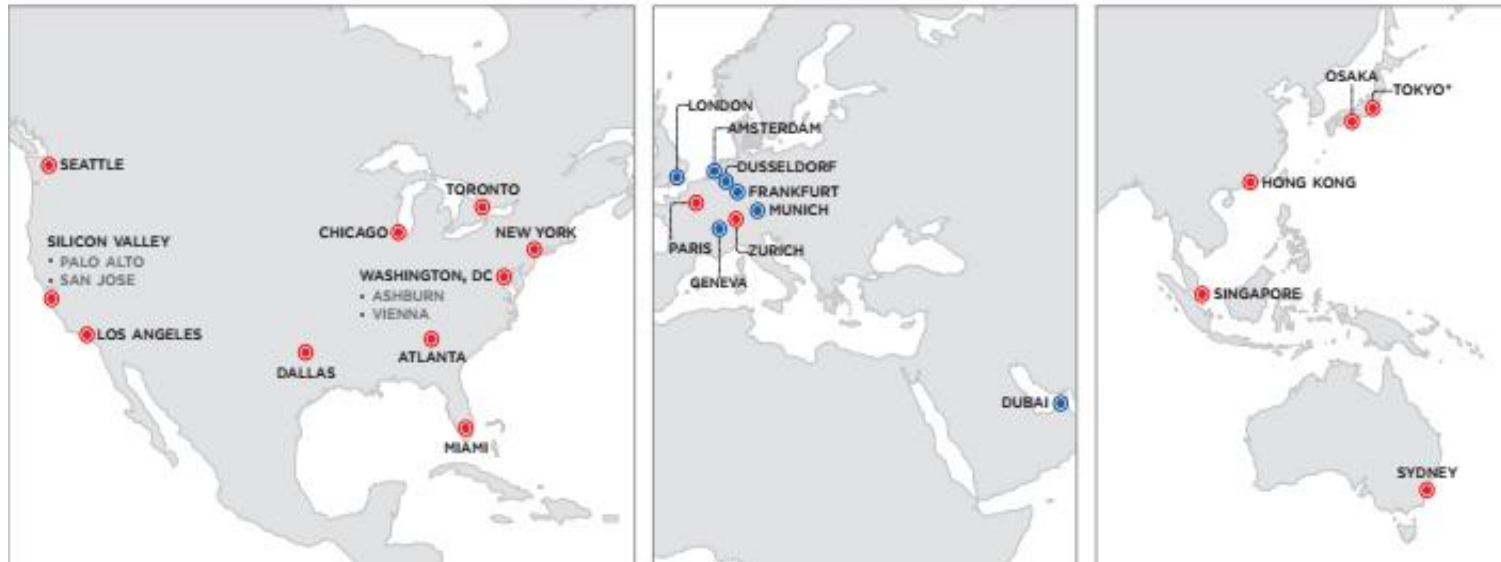 SEATTLE
TORONTO
CHICAGO
NEW YORK
SILICON VALLEY
• PALO ALTO
• SAN JOSE
WASHINGTON, DC
• ASHBURN
• VIENNA
LOS ANGELES
ATLANTA
DALLAS
MIAMI
LONDON
AMSTERDAM
DUSSELDORF
FRANKFURT
MUNICH
PARIS
ZURICH
GENEVA
DUBAI
OSAKA
TOKYO*
HONG KONG
SINGAPORE
SYDNEY